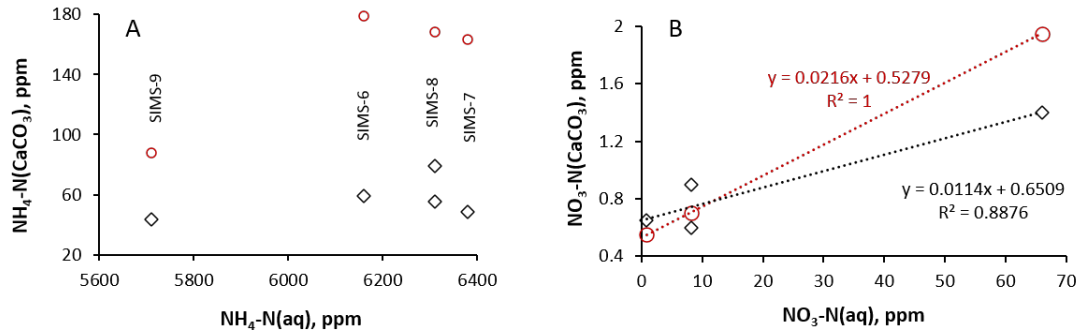 A
180
140
100
60
20
NH₄-N(CaCO₃), ppm
SIMS-9
SIMS-6
SIMS-8
SIMS-7
5600 5800 6000 6200 6400
NH₄-N(aq), ppm
B
2
1.6
1.2
0.8
0.4
NO₃-N(CaCO₃), ppm
y = 0.0216x + 0.5279
R² = 1
y = 0.0114x + 0.6509
R² = 0.8876
0 10 20 30 40 50 60 70
NO₃-N(aq), ppm